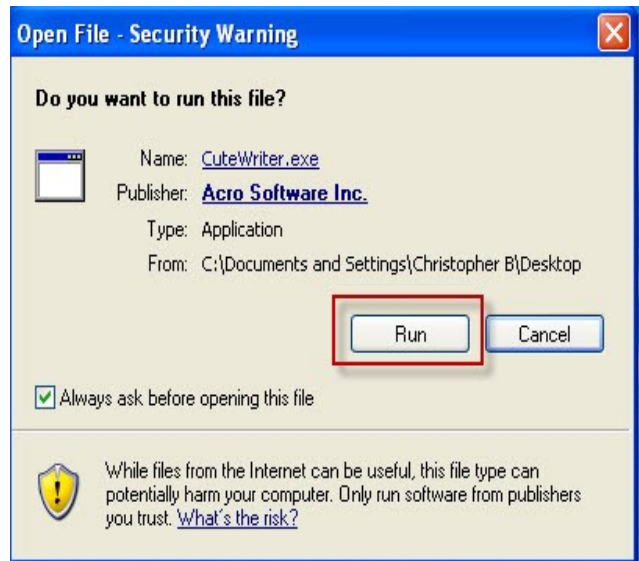 Open File - Security Warning
Do you want to run this file?
Name: CuteWriter.exe
Publisher: Acro Software Inc.
Type: Application
From: C:\Documents and Settings\Christopher B\Desktop
Run Cancel
Always ask before opening this file
While files from the Internet can be useful, this file type can
potentially harm your computer. Only run software from publishers
you trust. What's the risk?